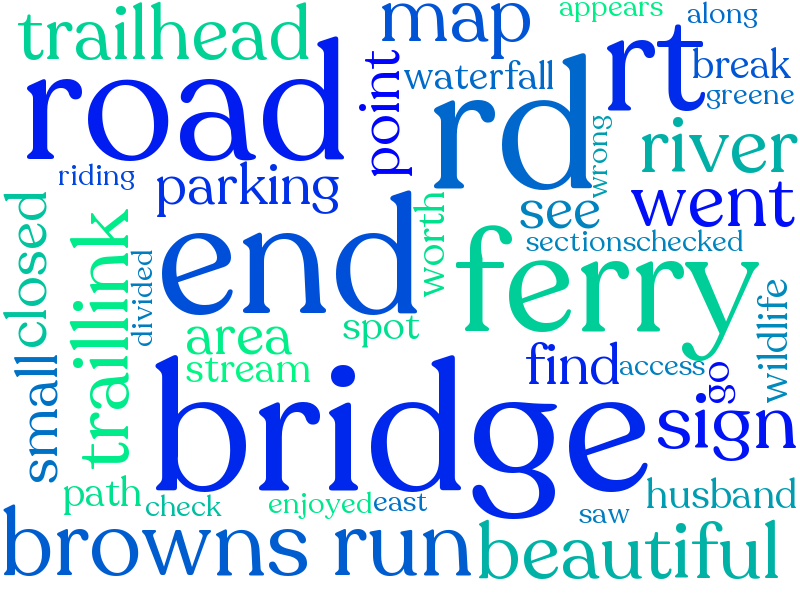 appears
along
trailhead
map
road
point
waterfall
rd
rt
break
greene
riding
parking
wrong
river
went
see
sectionschecked
closed
traillink
divided
end
worth
ferry
wildlife
area
spot
stream
small
find
access
go
bridge
sign
path
check
enjoyed
east
saw
husband
browns run
beautiful